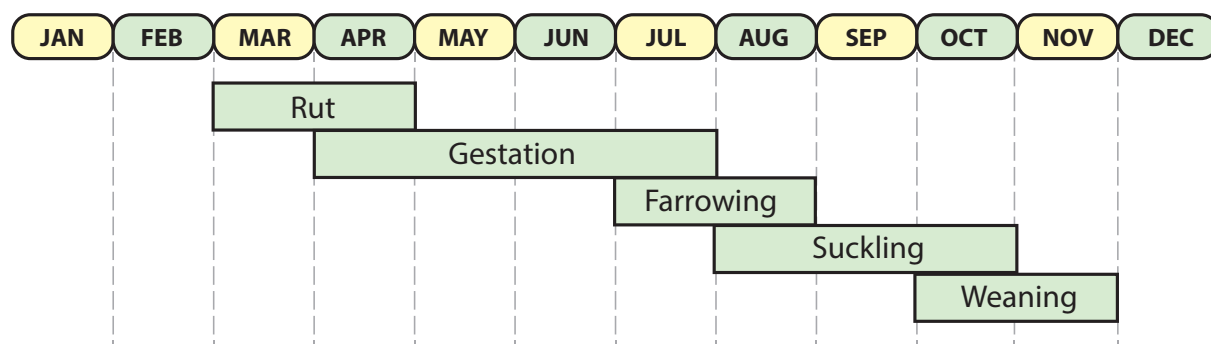 JAN FEB MAR APR MAY JUN JUL AUG SEP OCT NOV DEC
Rut
Gestation
Farrowing
Suckling
Weaning